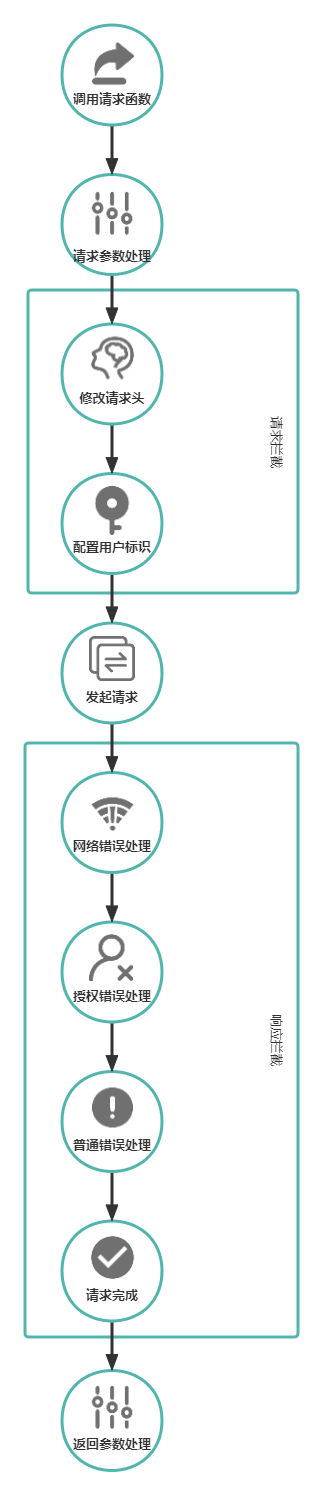 调用请求函数
请求参数处理
修改请求头
请求拦截
配置用户标识
发起请求
网络错误处理
授权错误处理
响应拦截
普通错误处理
请求完成
返回参数处理